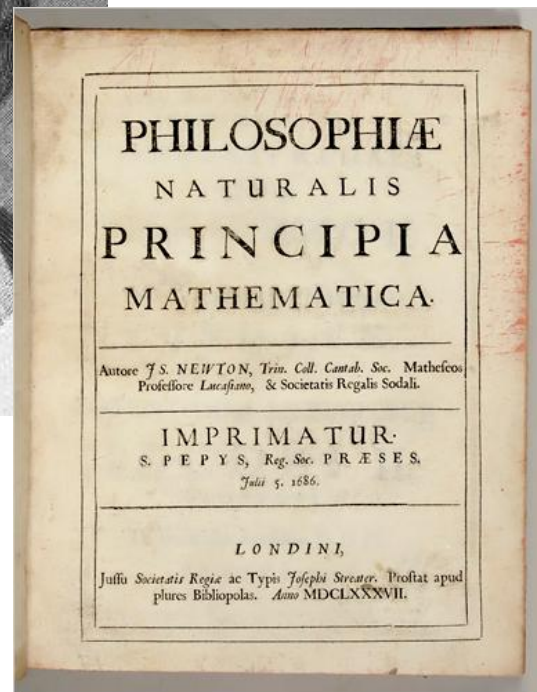 PHILOSOPHIÆ
NATURALIS
PRINCIPIA
MATHEMATICA.
Autore JS. NEWTON, Trin. Coll. Cantab. Soc. Matheseos
Professore Lucasiano, & Societatis Regalis Sodali.
IMPRIMATUR.
S. PEPYS, Reg. Soc. PRÆSES.
Julii 5. 1686.
LONDINI,
Jussu Societatis Regiæ ac Typis Josephi Streater. Prostat apud
plures Bibliopolas. Anno MDCLXXXVII.